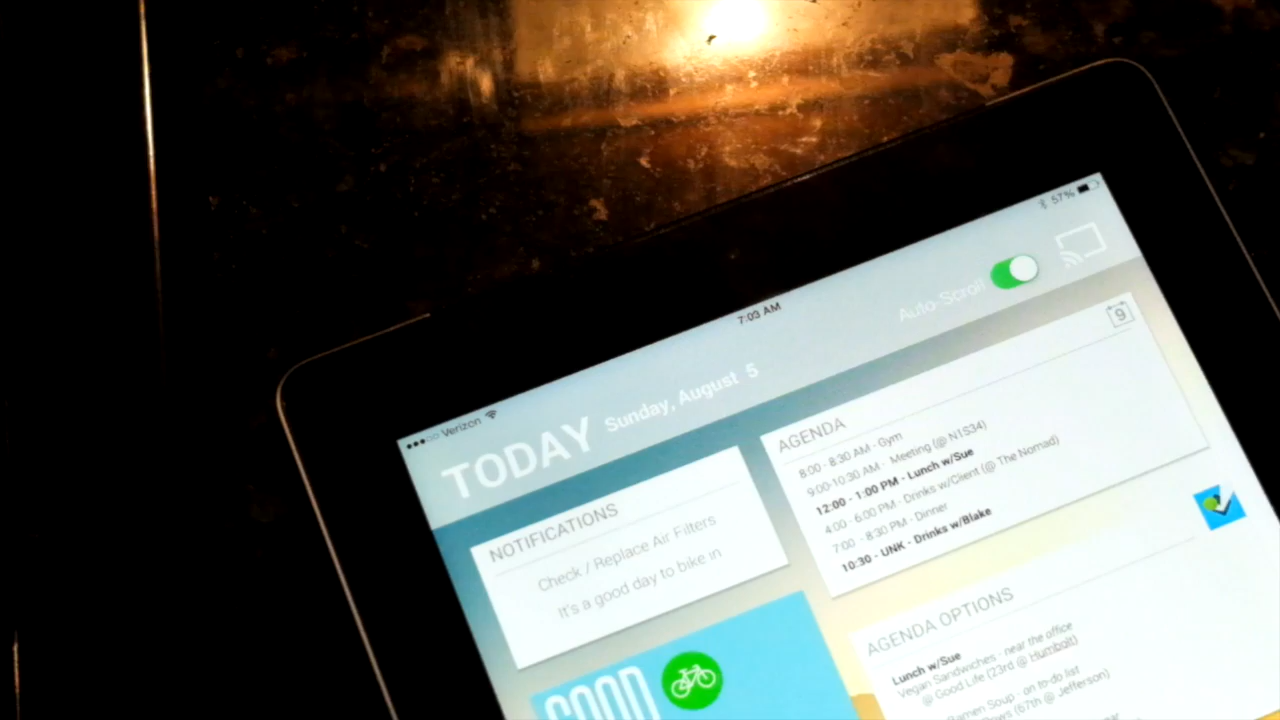 Verizon
7:03 AM
57%
TODAY Sunday, August 5
Auto-Scroll
NOTIFICATIONS
Check / Replace Air Filters
It's a good day to bike in
GOOD
AGENDA
9
8:00 - 8:30 AM - Gym
9:00-10:30 AM - Meeting (@ N1S34)
12:00 - 1:00 PM - Lunch w/Sue
4:00 - 6:00 PM - Drinks w/Client (@ The Nomad)
7:00 - 8:30 PM - Dinner
10:30 - UNK - Drinks w/Blake
AGENDA OPTIONS
Lunch w/Sue
Vegan Sandwiches - near the office
@ Good Life (23rd @ Humbolt)
Ramen Soup - on to-do list
(67th @ Jefferson)